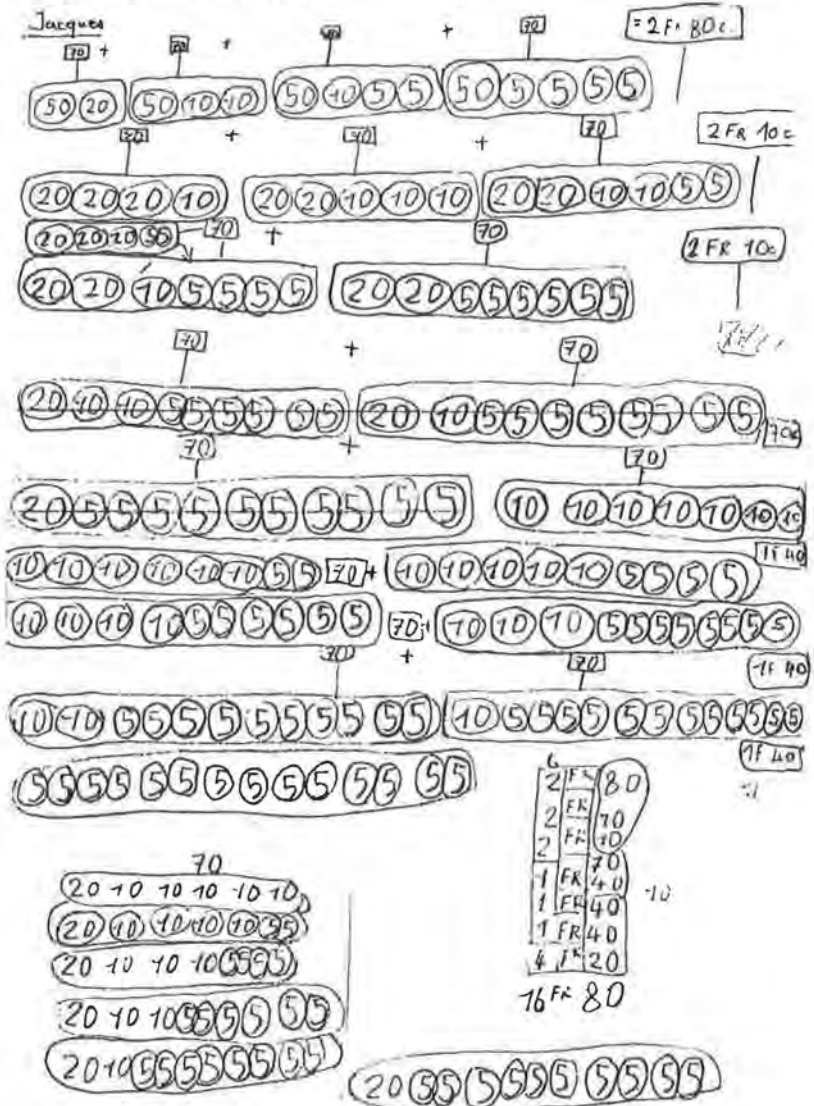 Jacques
70 + 70 + + 70 = 2 Fr 80c.
50 20 50 10 10 50 10 5 5 50 5 5 5 5
70 + 70 + 70 2 FR 10c
20 20 20 10 20 20 10 10 10 20 20 10 10 5 5
20 20 20 70 + 70 2 FR 10c
20 20 10 5 5 5 5 5 20 20 5 5 5 5 5 5
70 + 70
20 10 10 5 5 5 5 5 5 20 10 5 5 5 5 5 5 5 5
70c
70 + 70
20 5 5 5 5 5 5 5 5 5 5 10 10 10 10 10 10 10
1f 40
10 10 10 10 10 10 5 5 70 + 10 10 10 10 10 5 5 5 5
10 10 10 10 5 5 5 5 5 5 70 + 10 10 10 5 5 5 5 5 5 5 5
70 + 70 1f 40
10 10 5 5 5 5 5 5 5 5 5 5 10 5 5 5 5 5 5 5 5 5 5 5 5
1f 40
5 5 5 5 5 5 5 5 5 5 5 5 5 5
6
2 FR 80
2 FR 10
2 FR 10
70
1 FR 40
1 FR 40
1 FR 40
4 FR 20
16 FR 80
10
70
20 10 10 10 10 10
20 10 10 10 10 5 5
20 10 10 10 5 5 5 5
20 10 10 5 5 5 5 5 5
20 10 5 5 5 5 5 5 5 5
20 5 5 5 5 5 5 5 5 5 5